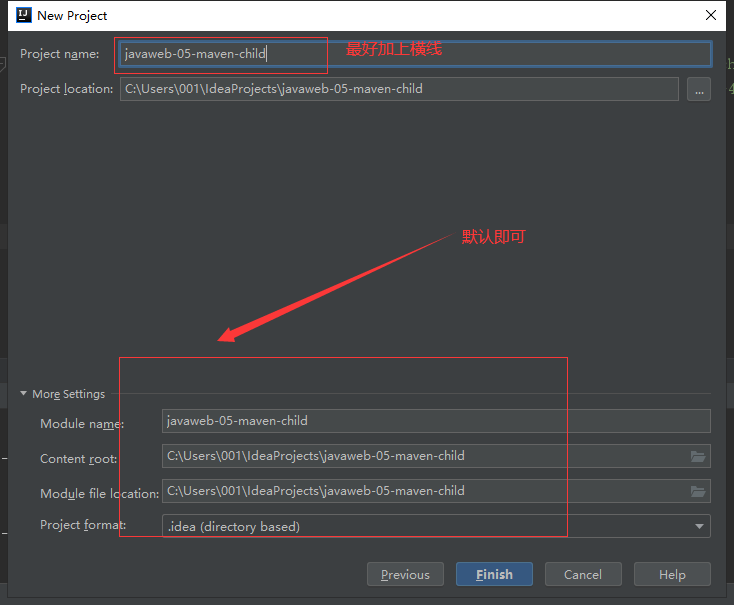 New Project
Project name: javaweb-05-maven-child 最好加上横线
Project location: C:\Users\001\IdeaProjects\javaweb-05-maven-child ...
默认即可
More Settings
Module name: javaweb-05-maven-child
Content root: C:\Users\001\IdeaProjects\javaweb-05-maven-child
Module file location: C:\Users\001\IdeaProjects\javaweb-05-maven-child
Project format: .idea (directory based)
Previous Finish Cancel Help